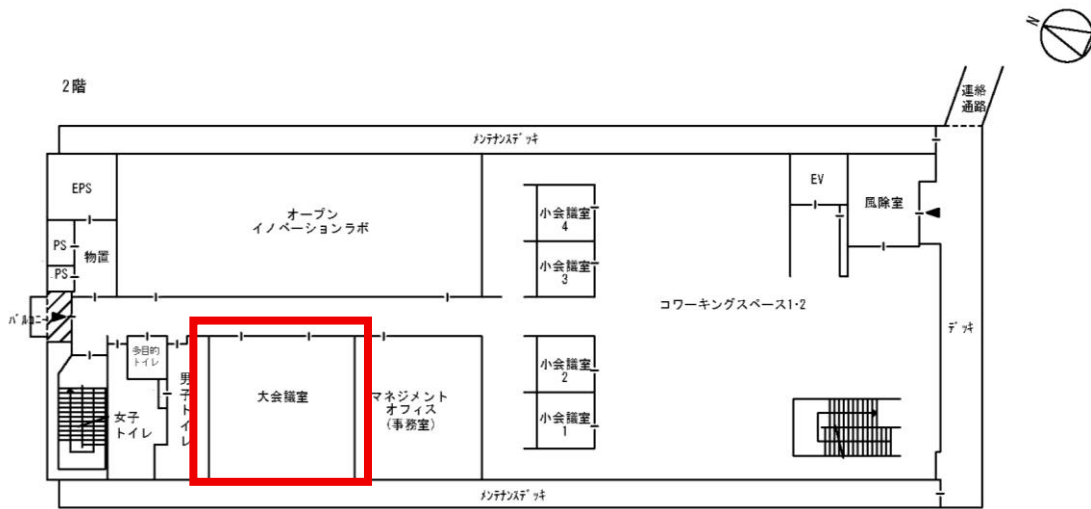 N
2階
連絡
通路
メンテナンスデッキ
EPS
オープン
イノベーションラボ
小会議室
4
EV
風除室
PS
物置
小会議室
3
PS
コワーキングスペース1・2
バルコニー
デッキ
多目的
トイレ
男子トイレ
大会議室
マネジメント
オフィス
(事務室)
小会議室
2
女子
トイレ
小会議室
1
メンテナンスデッキ